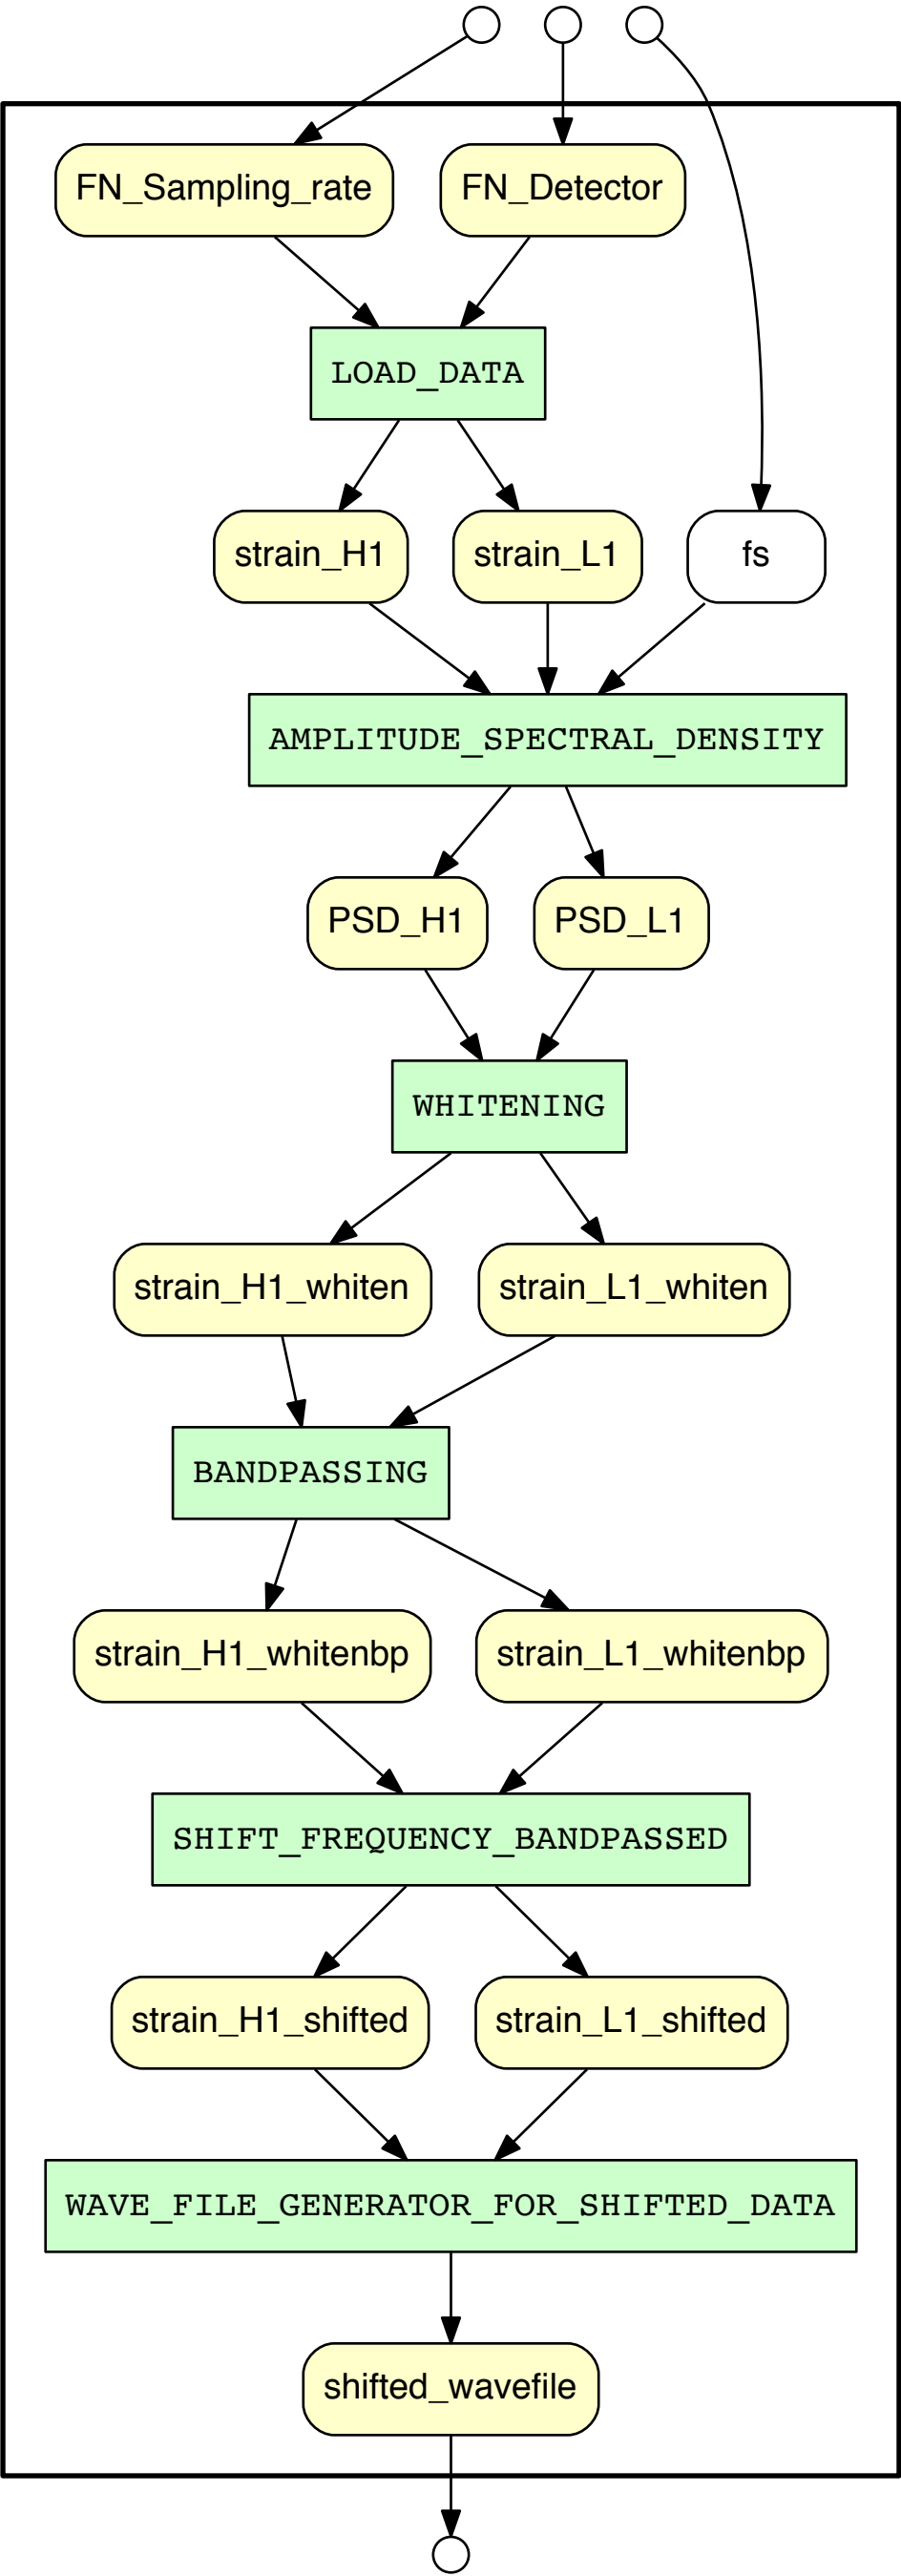 FN_Sampling_rate
FN_Detector
LOAD_DATA
strain_H1
strain_L1
fs
AMPLITUDE_SPECTRAL_DENSITY
PSD_H1
PSD_L1
WHITENING
strain_H1_whiten
strain_L1_whiten
BANDPASSING
strain_H1_whitenbp
strain_L1_whitenbp
SHIFT_FREQUENCY_BANDPASSED
strain_H1_shifted
strain_L1_shifted
WAVE_FILE_GENERATOR_FOR_SHIFTED_DATA
shifted_wavefile